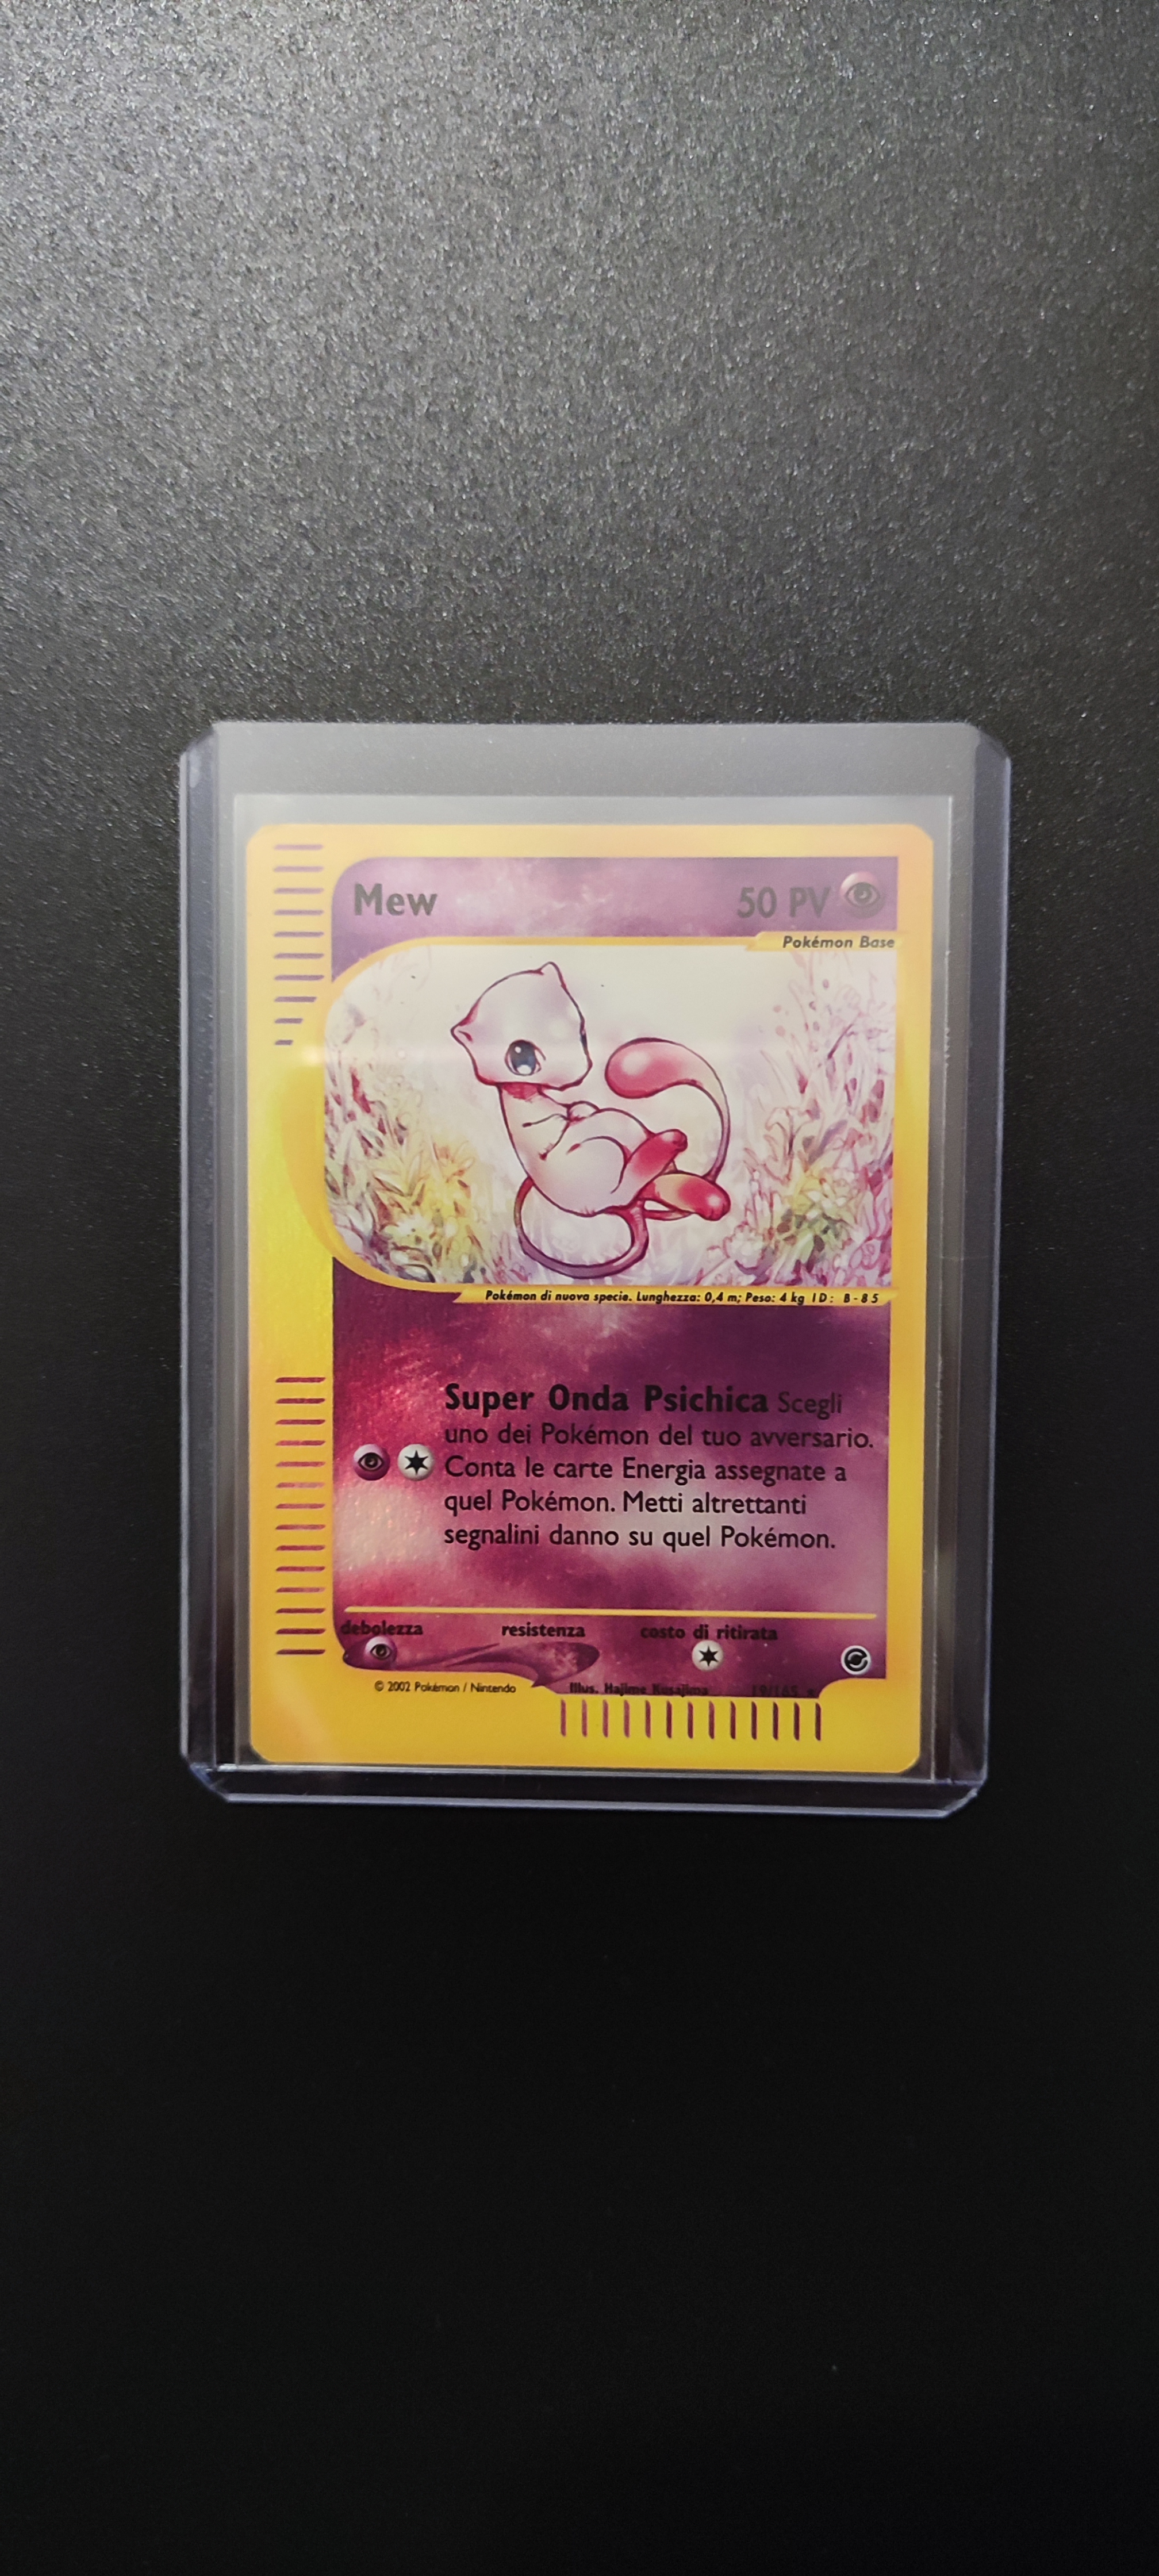 Mew 50 PV
Pokémon Base
Pokémon di nuova specie. Lunghezza: 0,4 m; Peso: 4 kg ID: B-85
Super Onda Psichica Scegli
uno dei Pokémon del tuo avversario.
Conta le carte Energia assegnate a
quel Pokémon. Metti altrettanti
segnalini danno su quel Pokémon.
debolezza resistenza costo di ritirata
© 2002 Pokémon / Nintendo Illus. Hajime Kusajima 19/165